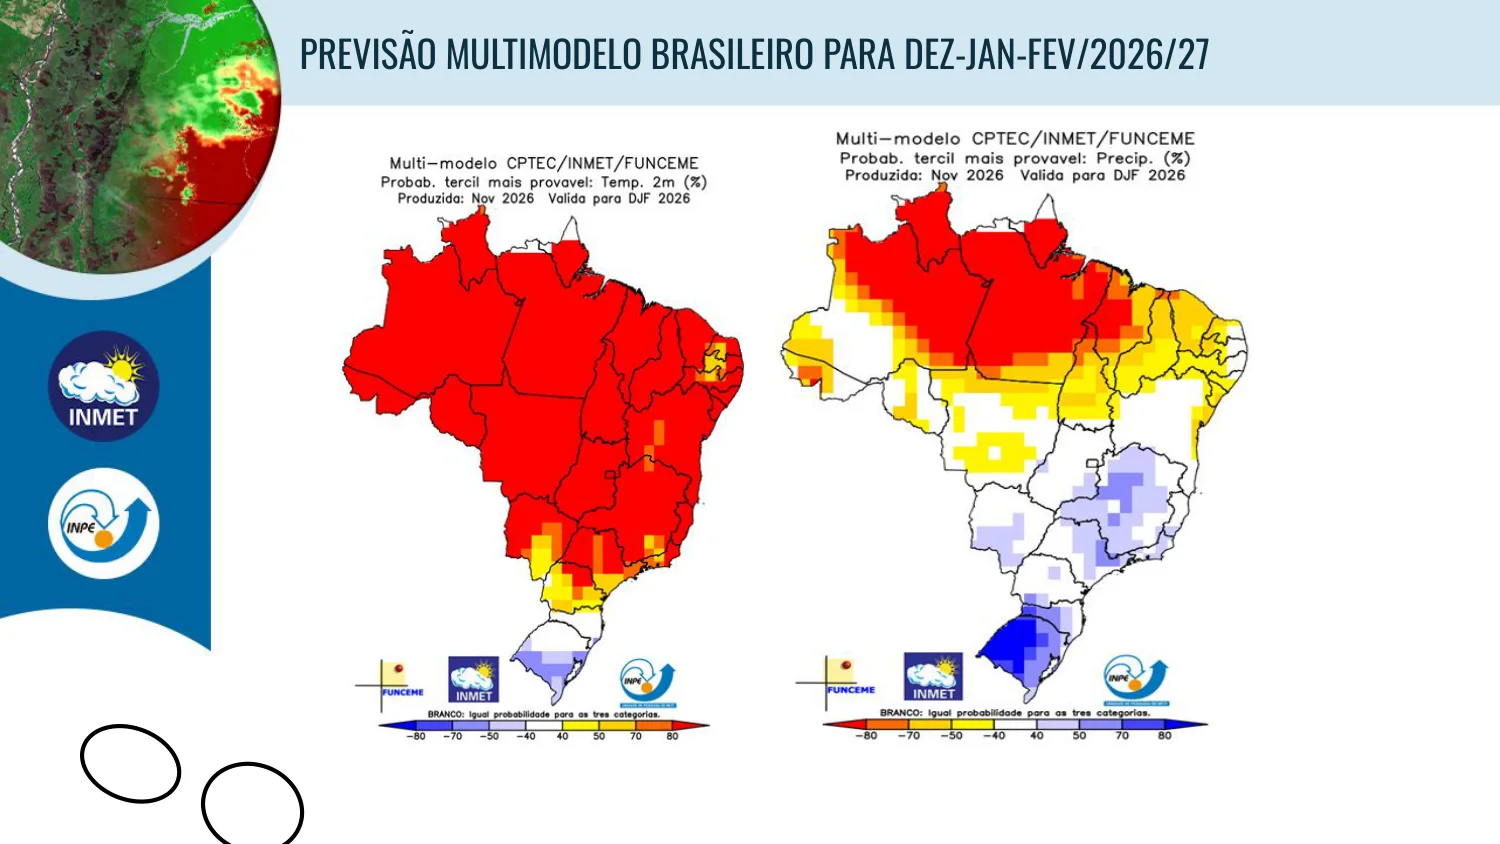 PREVISÃO MULTIMODELO BRASILEIRO PARA DEZ-JAN-FEV/2026/27
INMET
INPE
Multi-modelo CPTEC/INMET/FUNCEME
Probab. tercil mais provavel: Temp. 2m (%)
Produzida: Nov 2026 Valida para DJF 2026
FUNCEME
INMET
INPE
BRANCO: Igual probabilidade para as tres categorias.
-80 -70 -50 -40 40 50 70 80
Multi-modelo CPTEC/INMET/FUNCEME
Probab. tercil mais provavel: Precip. (%)
Produzida: Nov 2026 Valida para DJF 2026
FUNCEME
INMET
INPE
BRANCO: Igual probabilidade para as tres categorias.
-80 -70 -50 -40 40 50 70 80